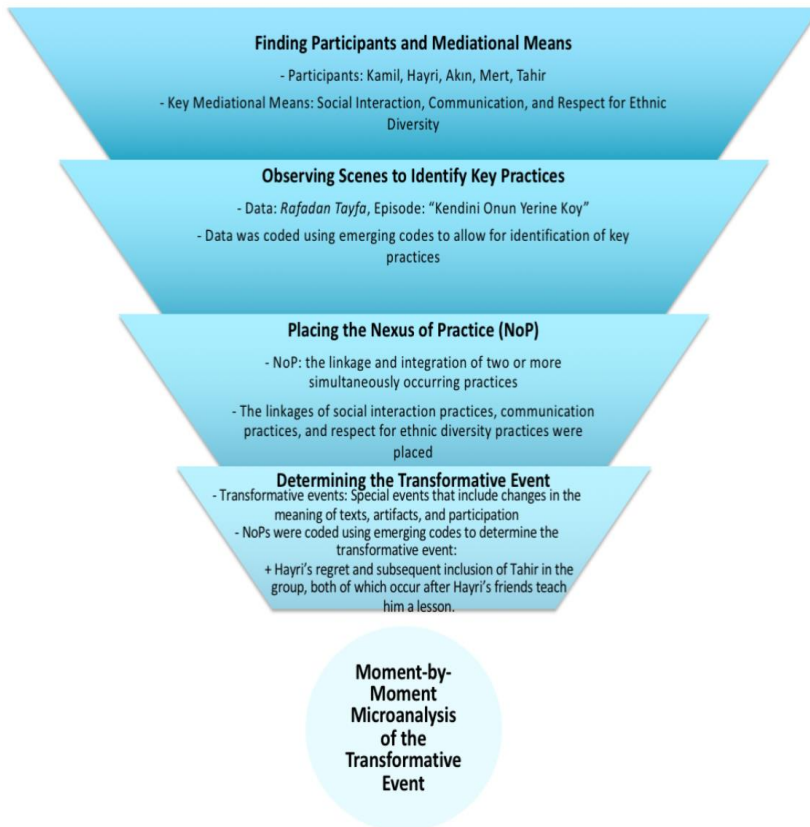 Finding Participants and Mediational Means
- Participants: Kamil, Hayri, Akın, Mert, Tahir
- Key Mediational Means: Social Interaction, Communication, and Respect for Ethnic
Diversity
Observing Scenes to Identify Key Practices
- Data: Rafadan Tayfa, Episode: “Kendini Onun Yerine Koy”
- Data was coded using emerging codes to allow for identification of key
practices
Placing the Nexus of Practice (NoP)
- NoP: the linkage and integration of two or more
simultaneously occurring practices
- The linkages of social interaction practices, communication
practices, and respect for ethnic diversity practices were
placed
Determining the Transformative Event
- Transformative events: Special events that include changes in the
meaning of texts, artifacts, and participation
- NoPs were coded using emerging codes to determine the
transformative event:
+ Hayri’s regret and subsequent inclusion of Tahir in the
group, both of which occur after Hayri’s friends teach
him a lesson.
Moment-by-
Moment
Microanalysis
of the
Transformative
Event